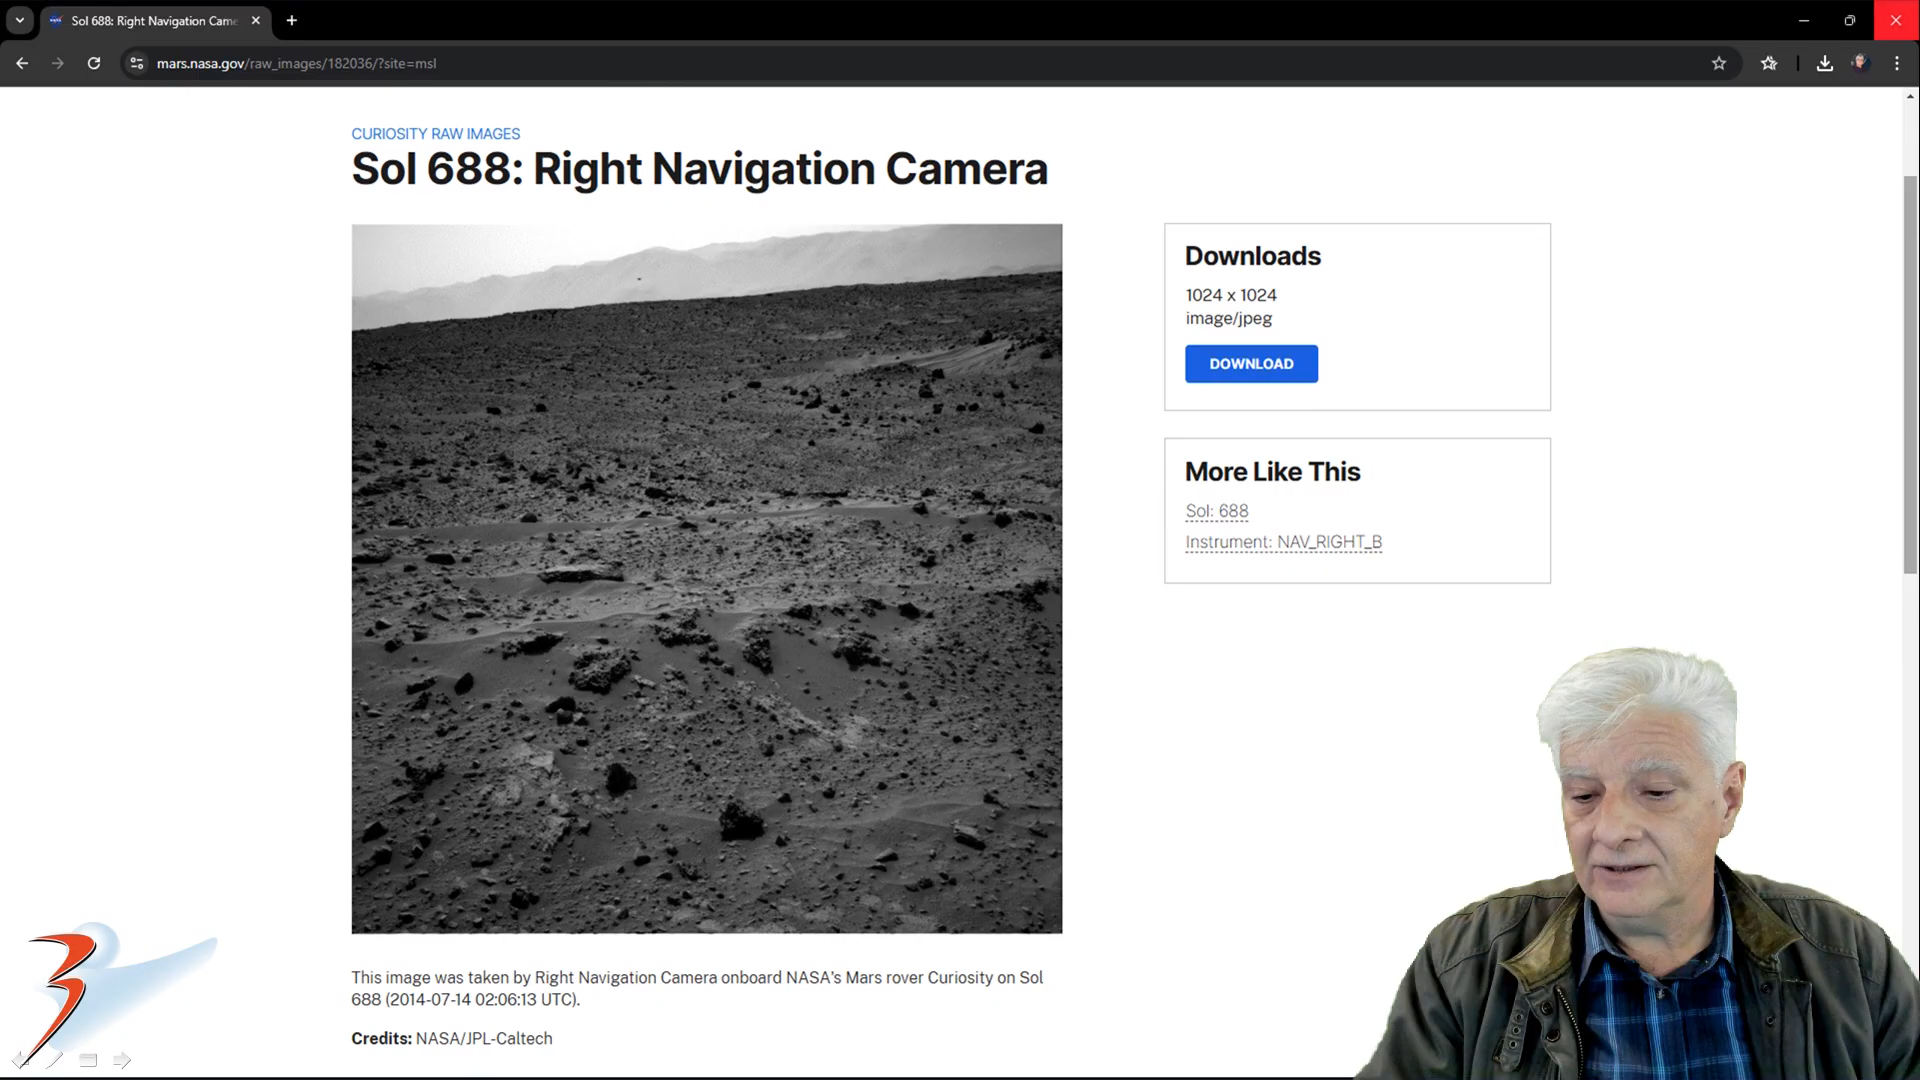 Sol 688: Right Navigation Came
mars.nasa.gov/raw_images/182036/?site=msl
CURIOSITY RAW IMAGES
Sol 688: Right Navigation Camera
Downloads
1024 x 1024
image/jpeg
DOWNLOAD
More Like This
Sol: 688
Instrument: NAV_RIGHT_B
This image was taken by Right Navigation Camera onboard NASA's Mars rover Curiosity on Sol
688 (2014-07-14 02:06:13 UTC).
Credits: NASA/JPL-Caltech